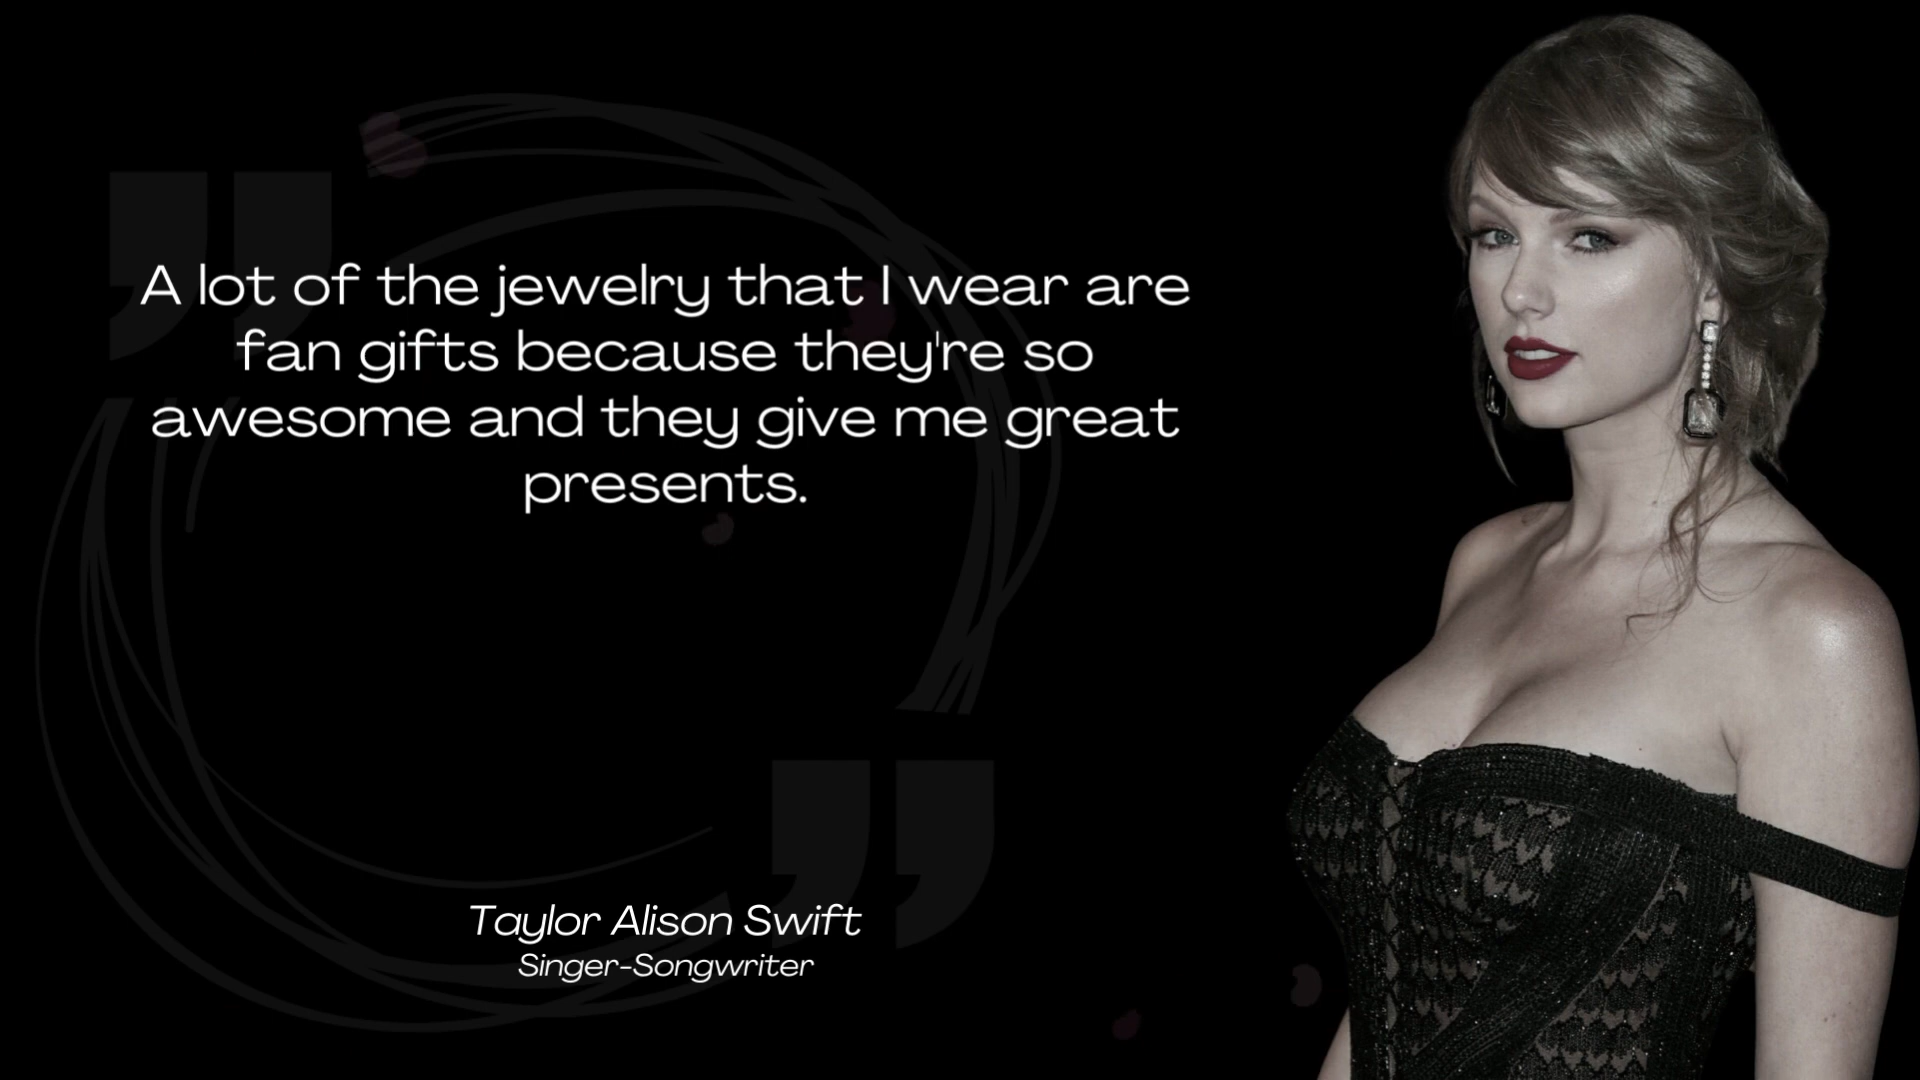 A lot of the jewelry that I wear are
fan gifts because they're so
awesome and they give me great
presents.
Taylor Alison Swift
Singer-Songwriter